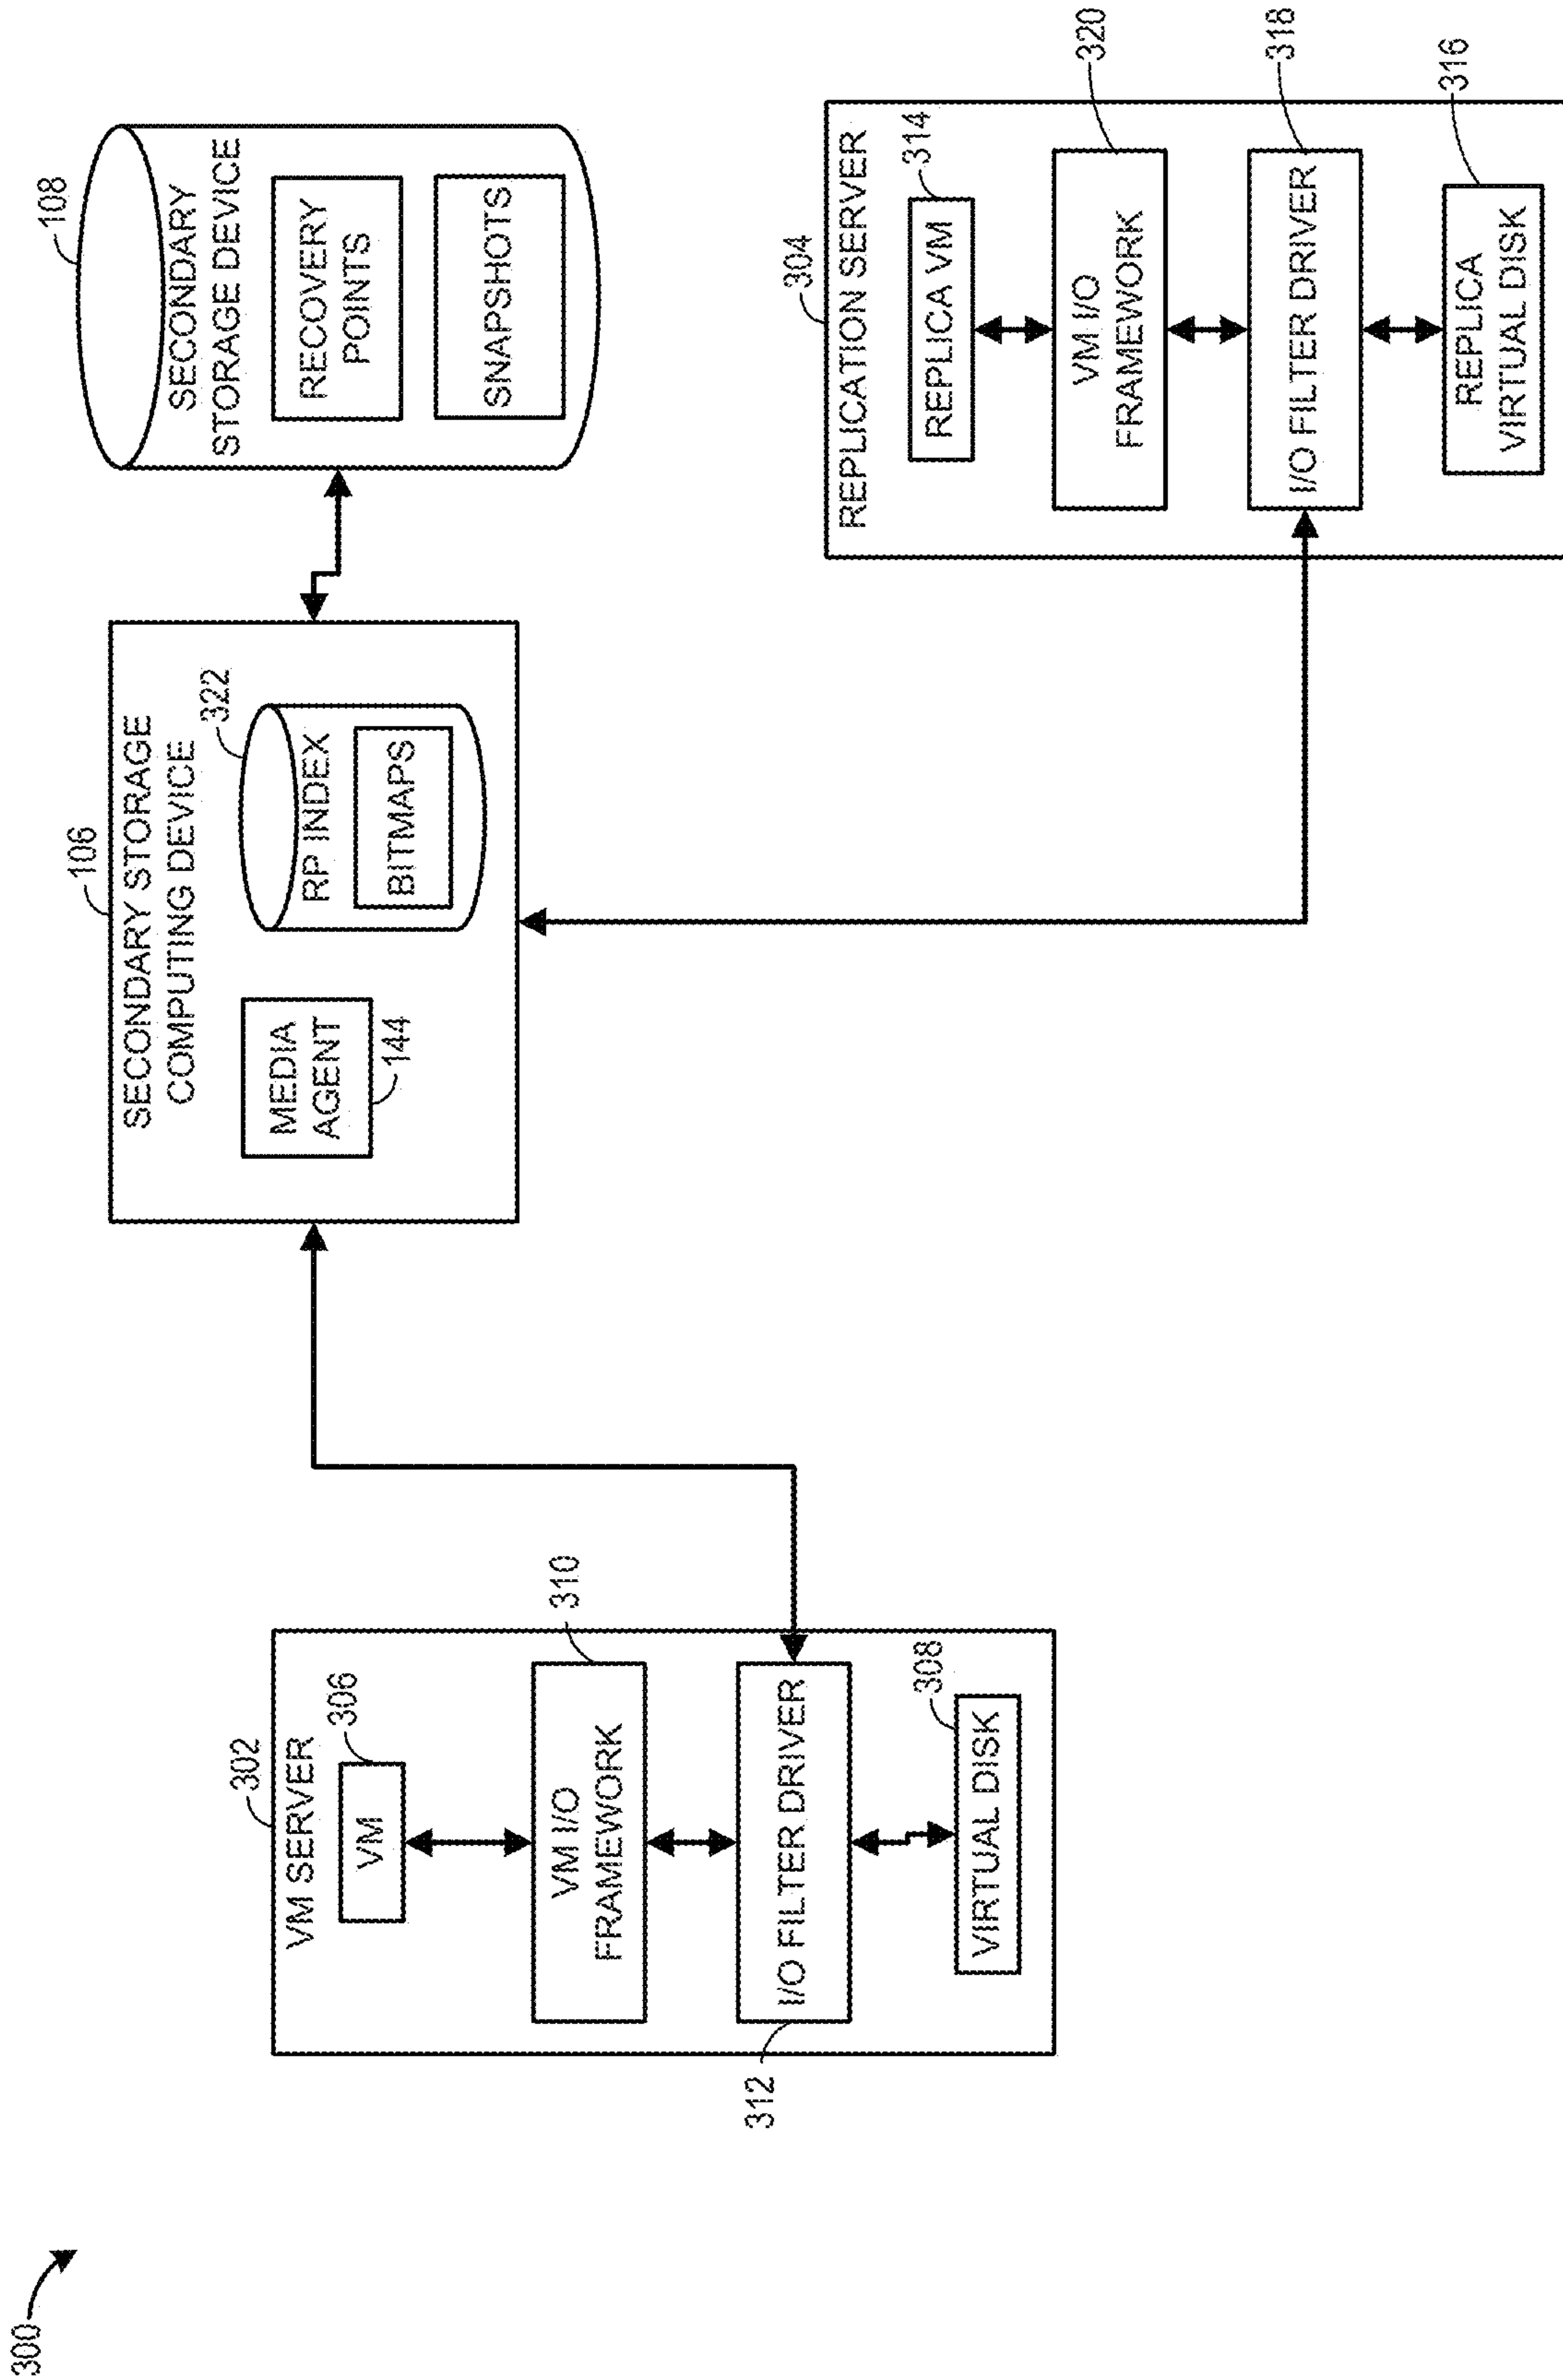 300
302
VM SERVER
306
VM
310
VM I/O
FRAMEWORK
312
I/O FILTER DRIVER
308
VIRTUAL DISK
106
SECONDARY STORAGE
COMPUTING DEVICE
MEDIA
AGENT
144
322
RP INDEX
BITMAPS
108
SECONDARY
STORAGE DEVICE
RECOVERY
POINTS
SNAPSHOTS
304
REPLICATION SERVER
314
REPLICA VM
320
VM I/O
FRAMEWORK
318
I/O FILTER DRIVER
316
REPLICA
VIRTUAL DISK